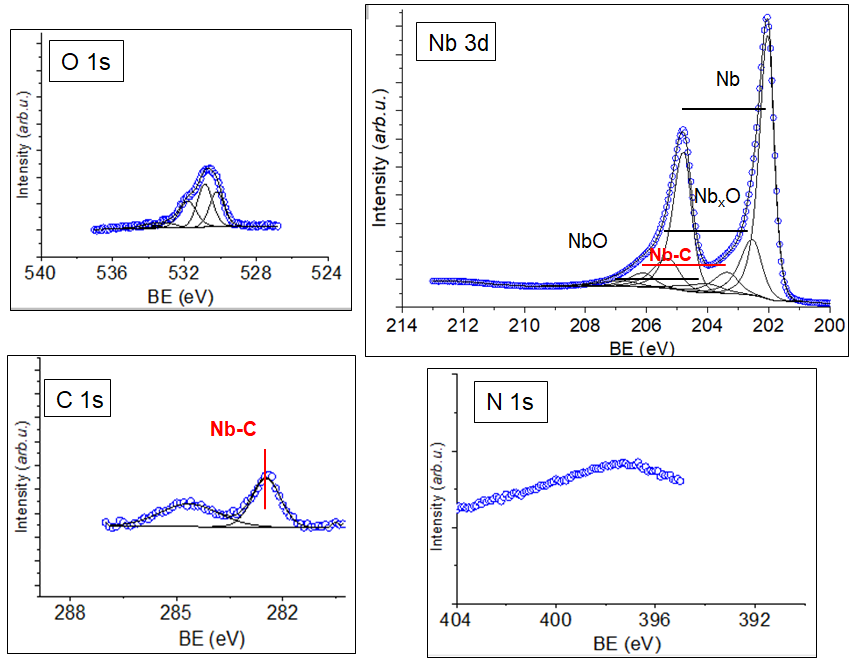 O 1s
Intensity (arb.u.)
540 536 532 528 524
BE (eV)
Nb 3d
Intensity (arb.u.)
Nb
NbₓO
NbO
Nb-C
214 212 210 208 206 204 202 200
BE (eV)
C 1s
Intensity (arb.u.)
Nb-C
288 285 282
BE (eV)
N 1s
Intensity (arb.u.)
404 400 396 392
BE (eV)